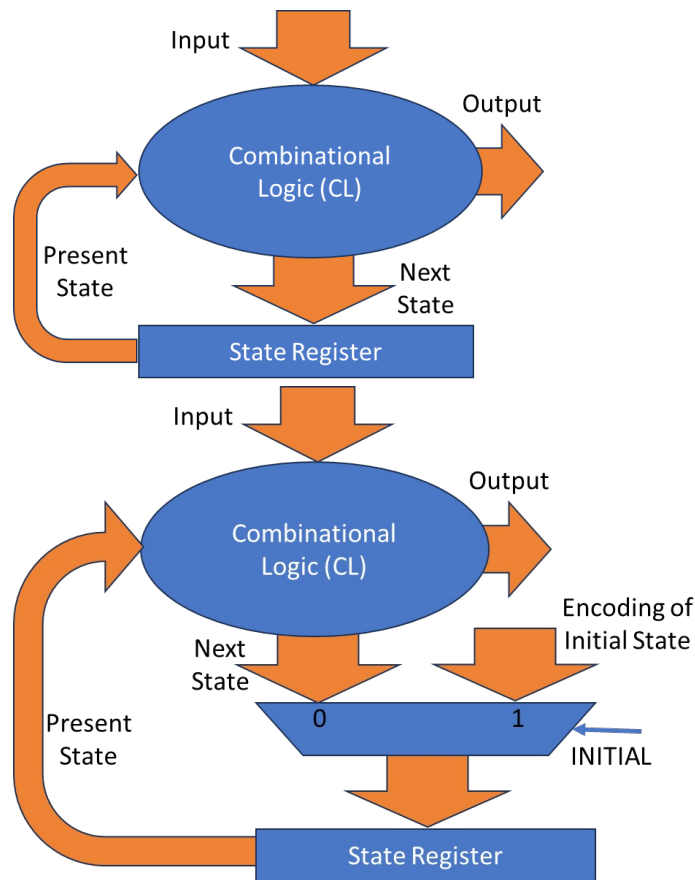 Input
Output
Combinational
Logic (CL)
Present
State
Next
State
State Register
Input
Output
Combinational
Logic (CL)
Encoding of
Initial State
Next
State
0
1
Present
State
INITIAL
State Register